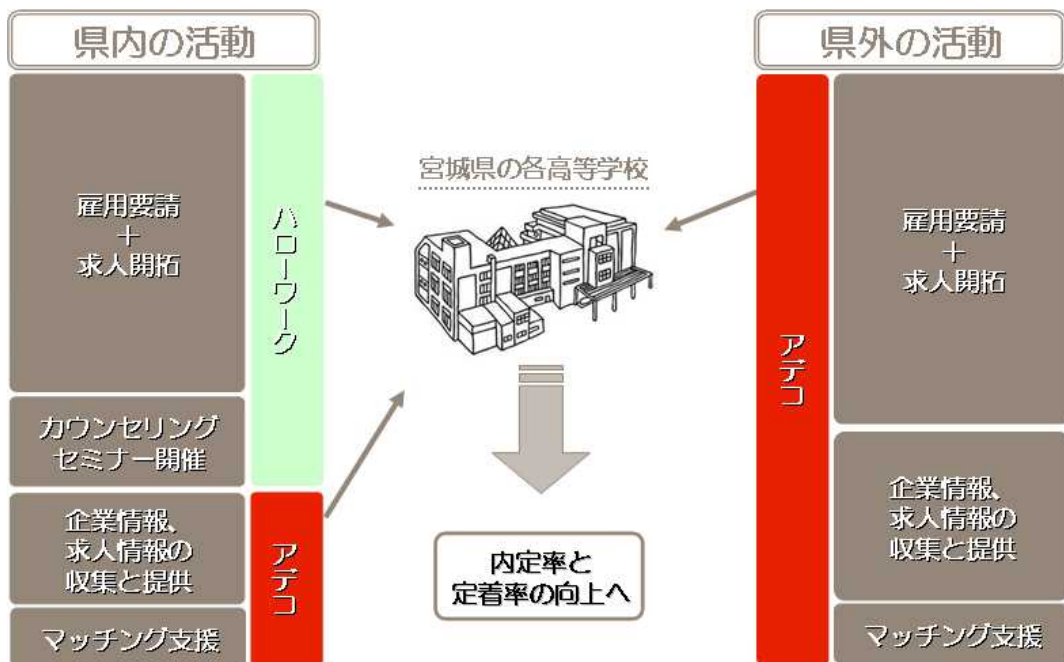 県内の活動
雇用要請
＋
求人開拓
カウンセリング
セミナー開催
企業情報、
求人情報の
収集と提供
マッチング支援
ハローワーク
アデコ
宮城県の各高等学校
内定率と
定着率の向上へ
県外の活動
アデコ
雇用要請
＋
求人開拓
企業情報、
求人情報の
収集と提供
マッチング支援